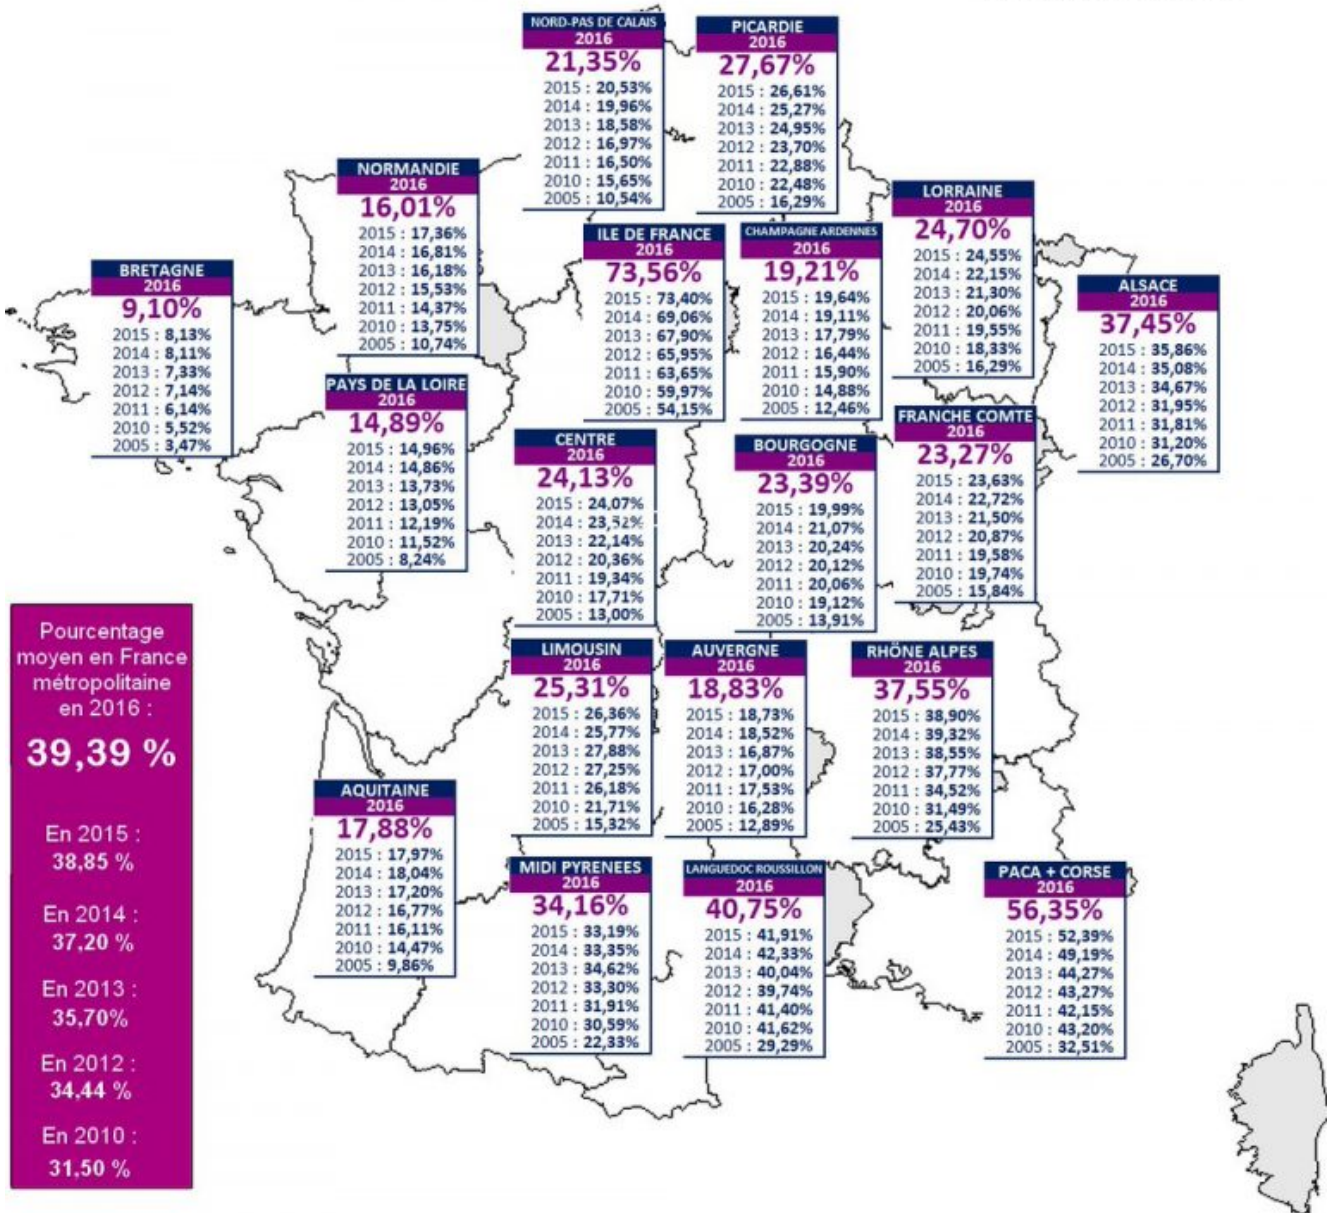 NORD-PAS DE CALAIS
2016
21,35%
2015 : 20,53%
2014 : 19,96%
2013 : 18,58%
2012 : 16,97%
2011 : 16,50%
2010 : 15,65%
2005 : 10,54%
PICARDIE
2016
27,67%
2015 : 26,61%
2014 : 25,27%
2013 : 24,95%
2012 : 23,70%
2011 : 22,88%
2010 : 22,48%
2005 : 16,29%
NORMANDIE
2016
16,01%
2015 : 17,36%
2014 : 16,81%
2013 : 16,18%
2012 : 15,53%
2011 : 14,37%
2010 : 13,75%
2005 : 10,74%
LORRAINE
2016
24,70%
2015 : 24,55%
2014 : 22,15%
2013 : 21,30%
2012 : 20,06%
2011 : 19,55%
2010 : 18,33%
2005 : 16,29%
ILE DE FRANCE
2016
73,56%
2015 : 73,40%
2014 : 69,06%
2013 : 67,90%
2012 : 65,95%
2011 : 63,65%
2010 : 59,97%
2005 : 54,15%
CHAMPAGNE ARDENNES
2016
19,21%
2015 : 19,64%
2014 : 19,11%
2013 : 17,79%
2012 : 16,44%
2011 : 15,90%
2010 : 14,88%
2005 : 12,46%
BRETAGNE
2016
9,10%
2015 : 8,13%
2014 : 8,11%
2013 : 7,33%
2012 : 7,14%
2011 : 6,14%
2010 : 5,52%
2005 : 3,47%
ALSACE
2016
37,45%
2015 : 35,86%
2014 : 35,08%
2013 : 34,67%
2012 : 31,95%
2011 : 31,81%
2010 : 31,20%
2005 : 26,70%
PAYS DE LA LOIRE
2016
14,89%
2015 : 14,96%
2014 : 14,86%
2013 : 13,73%
2012 : 13,05%
2011 : 12,19%
2010 : 11,52%
2005 : 8,24%
CENTRE
2016
24,13%
2015 : 24,07%
2014 :
2013 : 22,14%
2012 : 20,36%
2011 : 19,34%
2010 : 17,71%
2005 : 13,00%
BOURGOGNE
2016
23,39%
2015 : 19,99%
2014 : 21,07%
2013 : 20,24%
2012 : 20,12%
2011 : 20,06%
2010 : 19,12%
2005 : 13,91%
FRANCHE COMTE
2016
23,27%
2015 : 23,63%
2014 : 22,72%
2013 : 21,50%
2012 : 20,87%
2011 : 19,58%
2010 : 19,74%
2005 : 15,84%
Pourcentage
moyen en France
métropolitaine
en 2016 :
39,39 %
En 2015 :
38,85 %
En 2014 :
37,20 %
En 2013 :
35,70%
En 2012 :
34,44 %
En 2010 :
31,50 %
LIMOUSIN
2016
25,31%
2015 : 26,36%
2014 : 25,77%
2013 : 27,88%
2012 : 27,25%
2011 : 26,18%
2010 : 21,71%
2005 : 15,32%
AUVERGNE
2016
18,83%
2015 : 18,73%
2014 : 18,52%
2013 : 16,87%
2012 : 17,00%
2011 : 17,53%
2010 : 16,28%
2005 : 12,89%
RHÔNE ALPES
2016
37,55%
2015 : 38,90%
2014 : 39,32%
2013 : 38,55%
2012 : 37,77%
2011 : 34,52%
2010 : 31,49%
2005 : 25,43%
AQUITAINE
2016
17,88%
2015 : 17,97%
2014 : 18,04%
2013 : 17,20%
2012 : 16,77%
2011 : 16,11%
2010 : 14,47%
2005 : 9,86%
MIDI PYRENEES
2016
34,16%
2015 : 33,19%
2014 : 33,35%
2013 : 34,62%
2012 : 33,30%
2011 : 31,91%
2010 : 30,59%
2005 : 22,33%
LANGUEDOC ROUSSILLON
2016
40,75%
2015 : 41,91%
2014 : 42,33%
2013 : 40,04%
2012 : 39,74%
2011 : 41,40%
2010 : 41,62%
2005 : 29,29%
PACA + CORSE
2016
56,35%
2015 : 52,39%
2014 : 49,19%
2013 : 44,27%
2012 : 43,27%
2011 : 42,15%
2010 : 43,20%
2005 : 32,51%